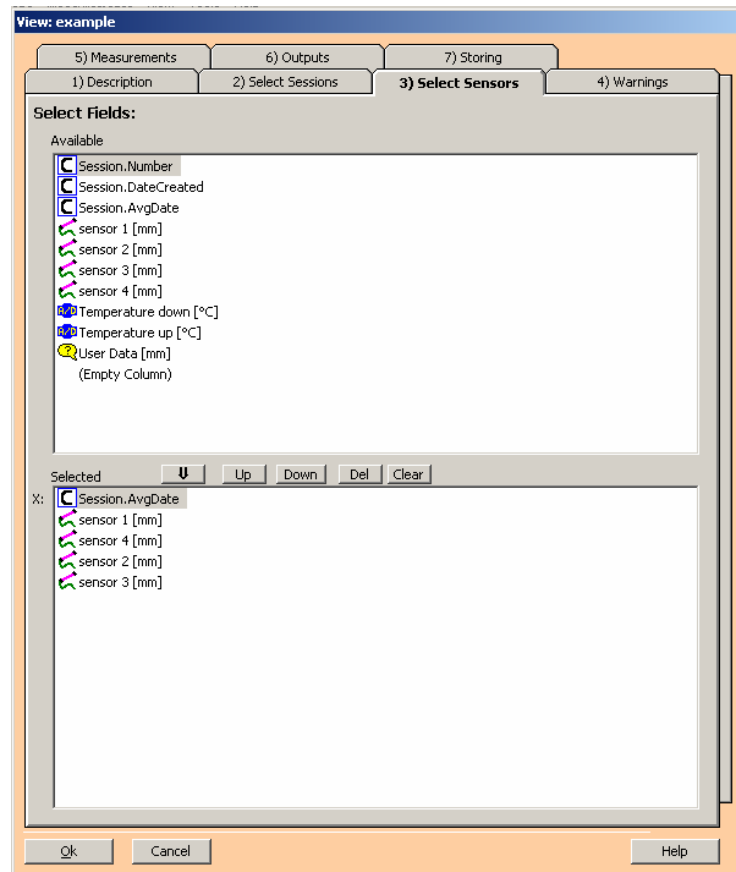 View: example
5) Measurements 6) Outputs 7) Storing
1) Description 2) Select Sessions 3) Select Sensors 4) Warnings
Select Fields:
Available
C Session.Number
C Session.DateCreated
C Session.AvgDate
sensor 1 [mm]
sensor 2 [mm]
sensor 3 [mm]
sensor 4 [mm]
A/D Temperature down [°C]
A/D Temperature up [°C]
? User Data [mm]
(Empty Column)
Selected ⇓ Up Down Del Clear
X: C Session.AvgDate
sensor 1 [mm]
sensor 4 [mm]
sensor 2 [mm]
sensor 3 [mm]
Ok Cancel Help